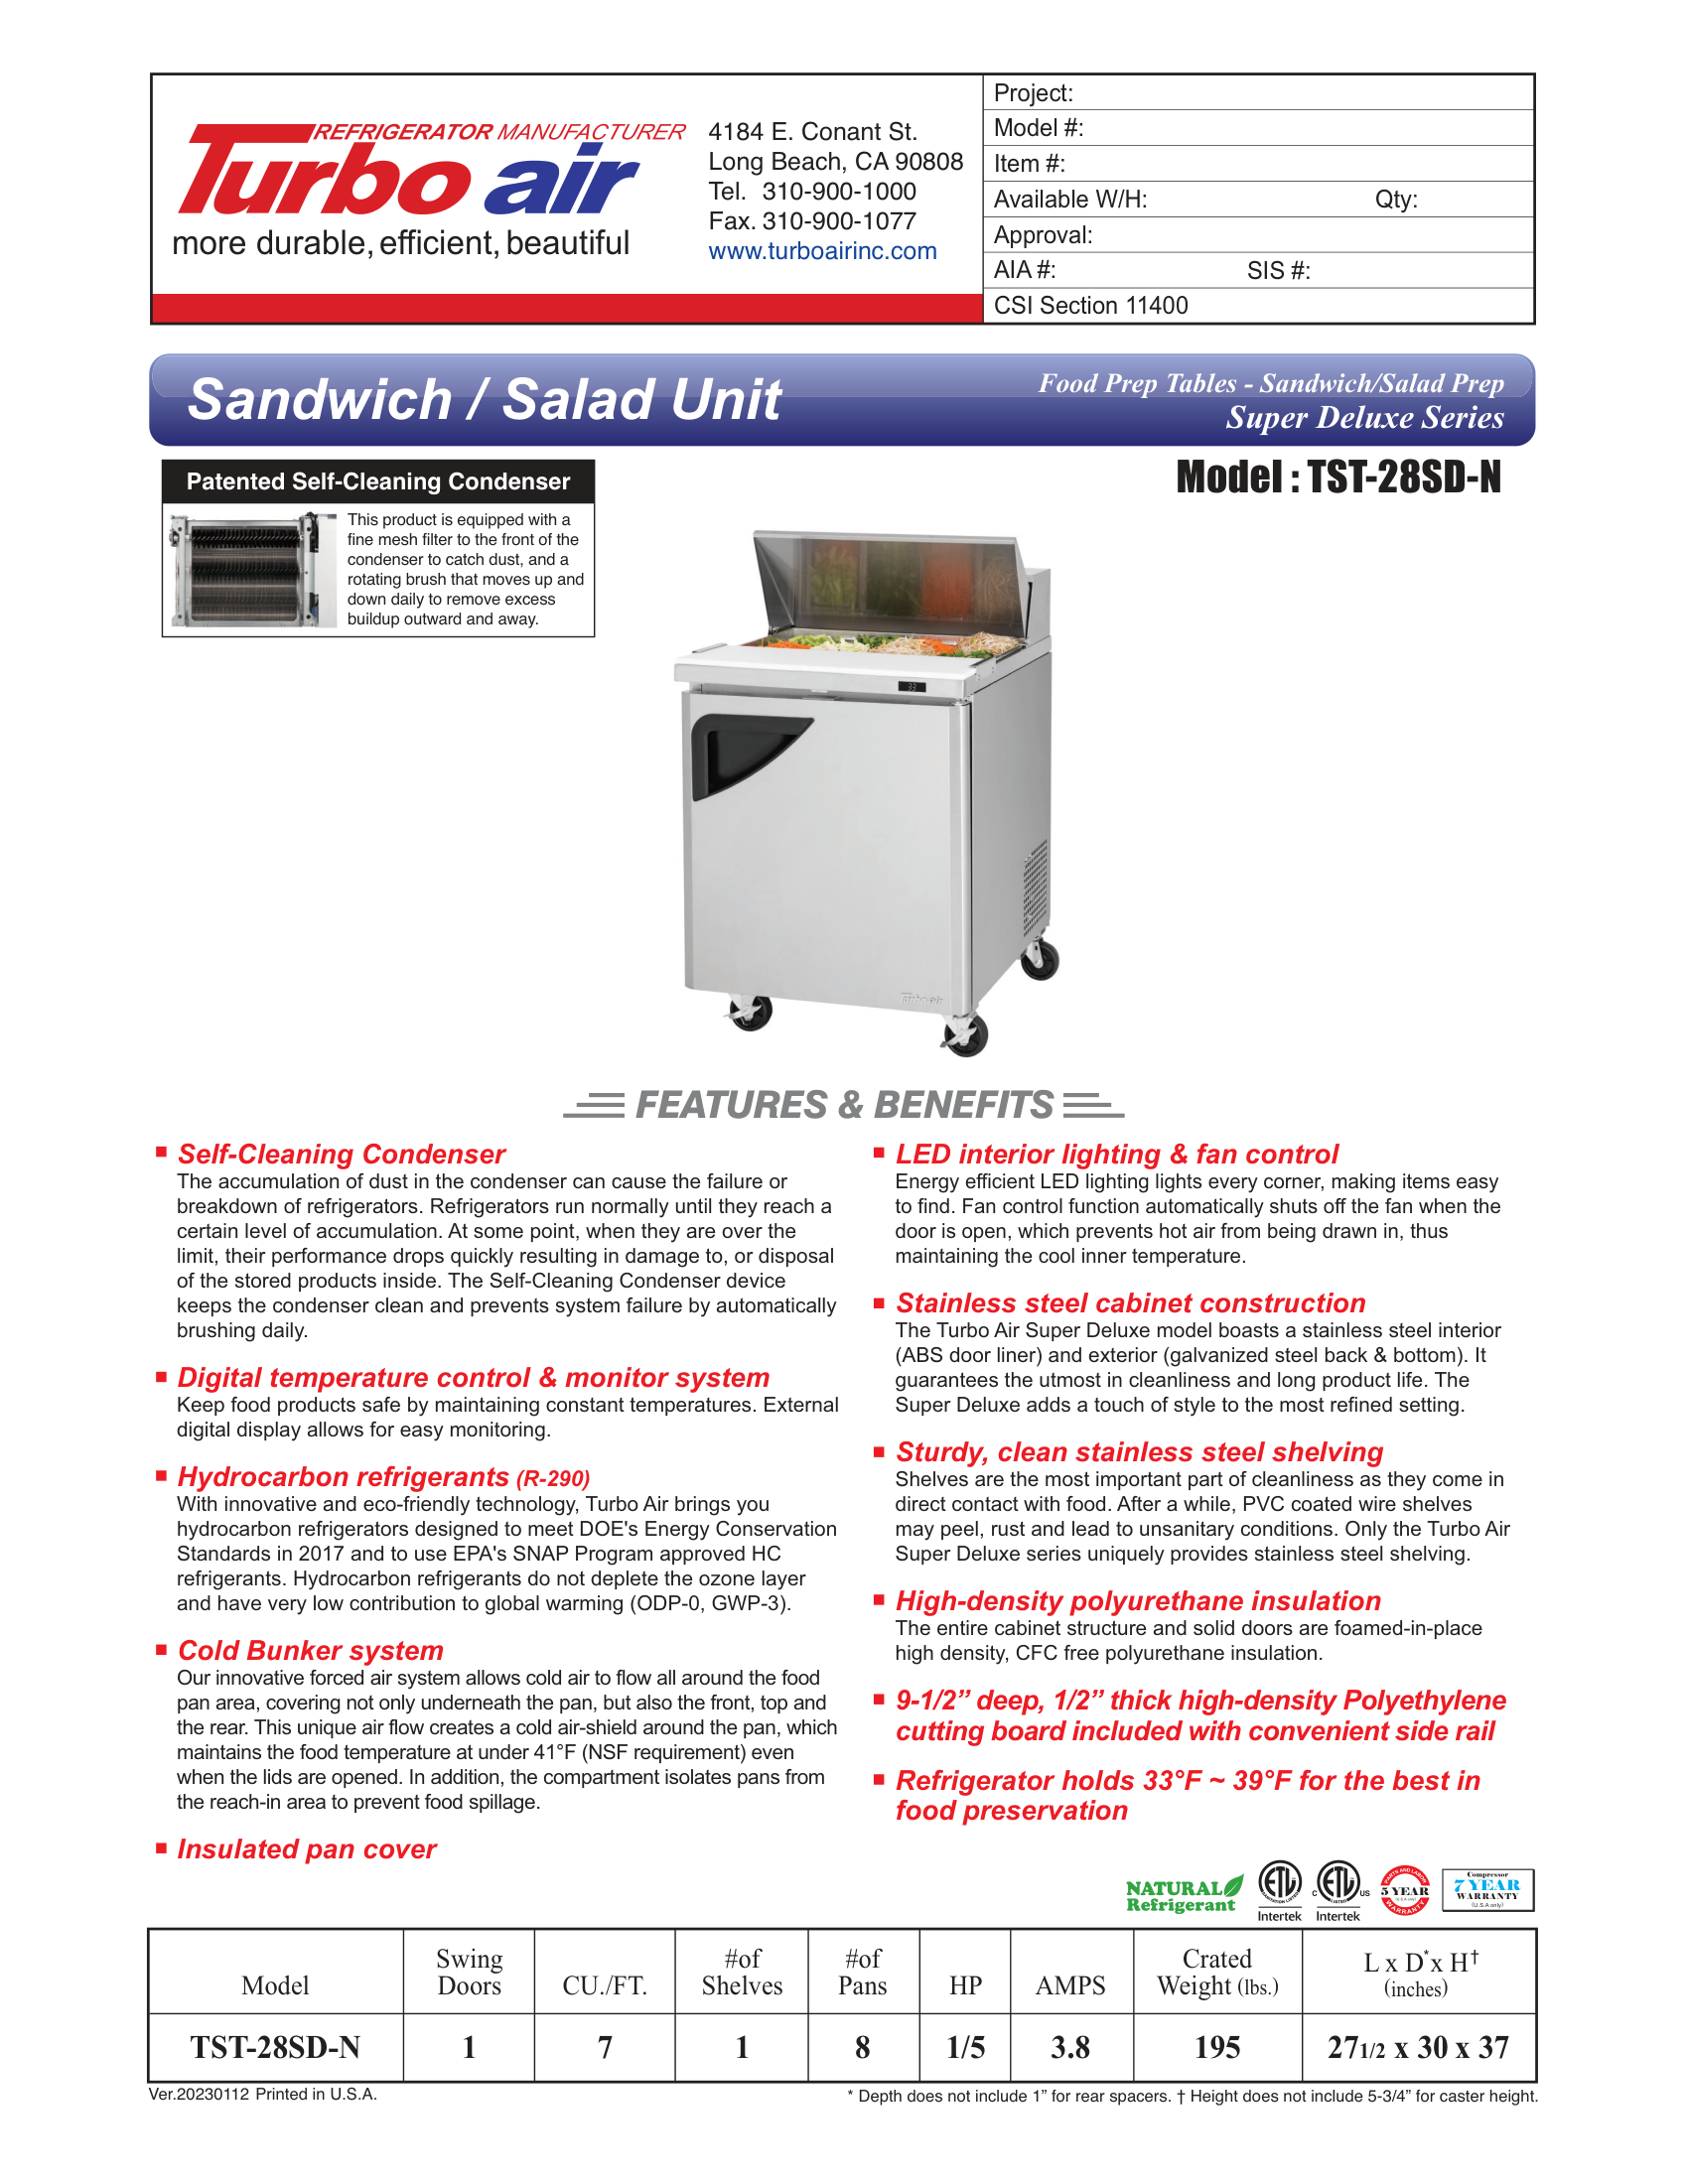 REFRIGERATOR MANUFACTURER
Turbo air
more durable, efficient, beautiful
4184 E. Conant St.
Long Beach, CA 90808
Tel. 310-900-1000
Fax. 310-900-1077
www.turboairinc.com
Project:
Model #:
Item #:
Available W/H: Qty:
Approval:
AIA #: SIS #:
CSI Section 11400
Sandwich / Salad Unit
Food Prep Tables - Sandwich/Salad Prep
Super Deluxe Series
Patented Self-Cleaning Condenser
This product is equipped with a
fine mesh filter to the front of the
condenser to catch dust, and a
rotating brush that moves up and
down daily to remove excess
buildup outward and away.
Model : TST-28SD-N
Turbo air
FEATURES & BENEFITS
Self-Cleaning Condenser
The accumulation of dust in the condenser can cause the failure or
breakdown of refrigerators. Refrigerators run normally until they reach a
certain level of accumulation. At some point, when they are over the
limit, their performance drops quickly resulting in damage to, or disposal
of the stored products inside. The Self-Cleaning Condenser device
keeps the condenser clean and prevents system failure by automatically
brushing daily.
Digital temperature control & monitor system
Keep food products safe by maintaining constant temperatures. External
digital display allows for easy monitoring.
Hydrocarbon refrigerants (R-290)
With innovative and eco-friendly technology, Turbo Air brings you
hydrocarbon refrigerators designed to meet DOE's Energy Conservation
Standards in 2017 and to use EPA's SNAP Program approved HC
refrigerants. Hydrocarbon refrigerants do not deplete the ozone layer
and have very low contribution to global warming (ODP-0, GWP-3).
Cold Bunker system
Our innovative forced air system allows cold air to flow all around the food
pan area, covering not only underneath the pan, but also the front, top and
the rear. This unique air flow creates a cold air-shield around the pan, which
maintains the food temperature at under 41°F (NSF requirement) even
when the lids are opened. In addition, the compartment isolates pans from
the reach-in area to prevent food spillage.
Insulated pan cover
LED interior lighting & fan control
Energy efficient LED lighting lights every corner, making items easy
to find. Fan control function automatically shuts off the fan when the
door is open, which prevents hot air from being drawn in, thus
maintaining the cool inner temperature.
Stainless steel cabinet construction
The Turbo Air Super Deluxe model boasts a stainless steel interior
(ABS door liner) and exterior (galvanized steel back & bottom). It
guarantees the utmost in cleanliness and long product life. The
Super Deluxe adds a touch of style to the most refined setting.
Sturdy, clean stainless steel shelving
Shelves are the most important part of cleanliness as they come in
direct contact with food. After a while, PVC coated wire shelves
may peel, rust and lead to unsanitary conditions. Only the Turbo Air
Super Deluxe series uniquely provides stainless steel shelving.
High-density polyurethane insulation
The entire cabinet structure and solid doors are foamed-in-place
high density, CFC free polyurethane insulation.
9-1/2” deep, 1/2” thick high-density Polyethylene
cutting board included with convenient side rail
Refrigerator holds 33°F ~ 39°F for the best in
food preservation
NATURAL
Refrigerant
ETL
SANITATION LISTED
Intertek
C ETL US
LISTED
Intertek
PARTS AND LABOR
5 YEAR
(U.S.A only)
WARRANTY
Compressor
7 YEAR
WARRANTY
(U.S.A only)
Model Swing Doors CU./FT. #of Shelves #of Pans HP AMPS Crated Weight (lbs.) L x D* x H† (inches)
TST-28SD-N 1 7 1 8 1/5 3.8 195 27 1/2 x 30 x 37
Ver.20230112 Printed in U.S.A.
* Depth does not include 1” for rear spacers. † Height does not include 5-3/4” for caster height.